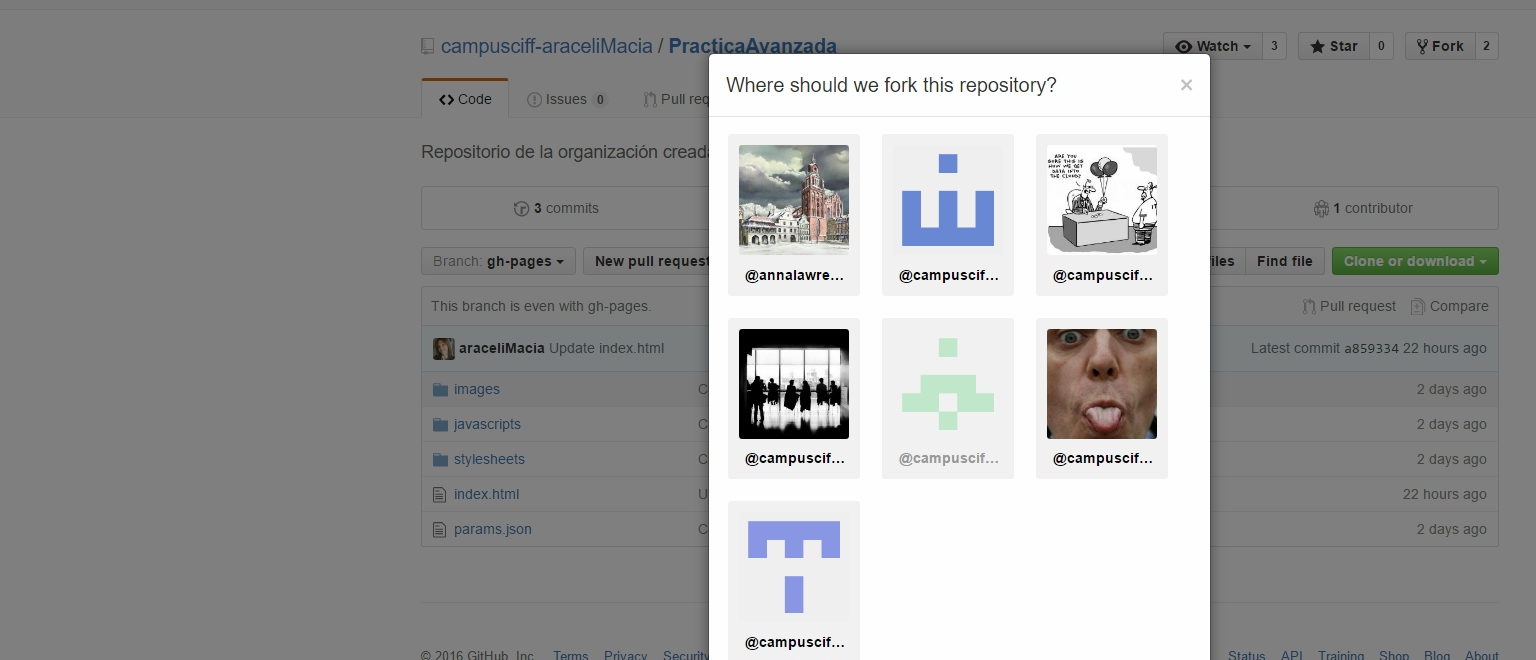 campusciff-araceliMacia / PracticaAvanzada
Watch 3 Star 0 Fork 2
Where should we fork this repository? ×
Code Issues 0 Pull req
Repositorio de la organización cread
3 commits
1 contributor
Branch: gh-pages New pull request
Find file Clone or download
This branch is even with gh-pages.
Pull request Compare
araceliMacia Update index.html
Latest commit a859334 22 hours ago
images C 2 days ago
javascripts C 2 days ago
stylesheets C 2 days ago
index.html U 22 hours ago
params.json C 2 days ago
ARE YOU
SURE THIS IS
HOW WE GET
DATA INTO
THE CLOUD?
@annalawre... @campuscif... @campuscif...
@campuscif... @campuscif... @campuscif...
@campuscif...
© 2016 GitHub, Inc. Terms Privacy Security
Status API Training Shop Blog About